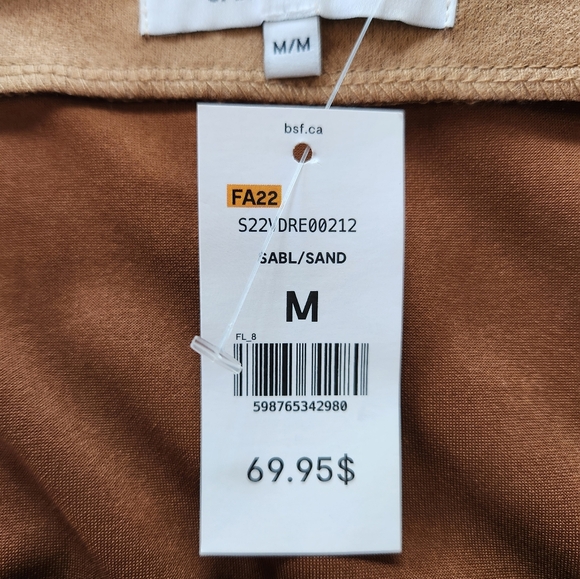 M/M
bsf.ca
FA22
S22VDRE00212
SABL/SAND
M
FL_8
598765342980
69.95$